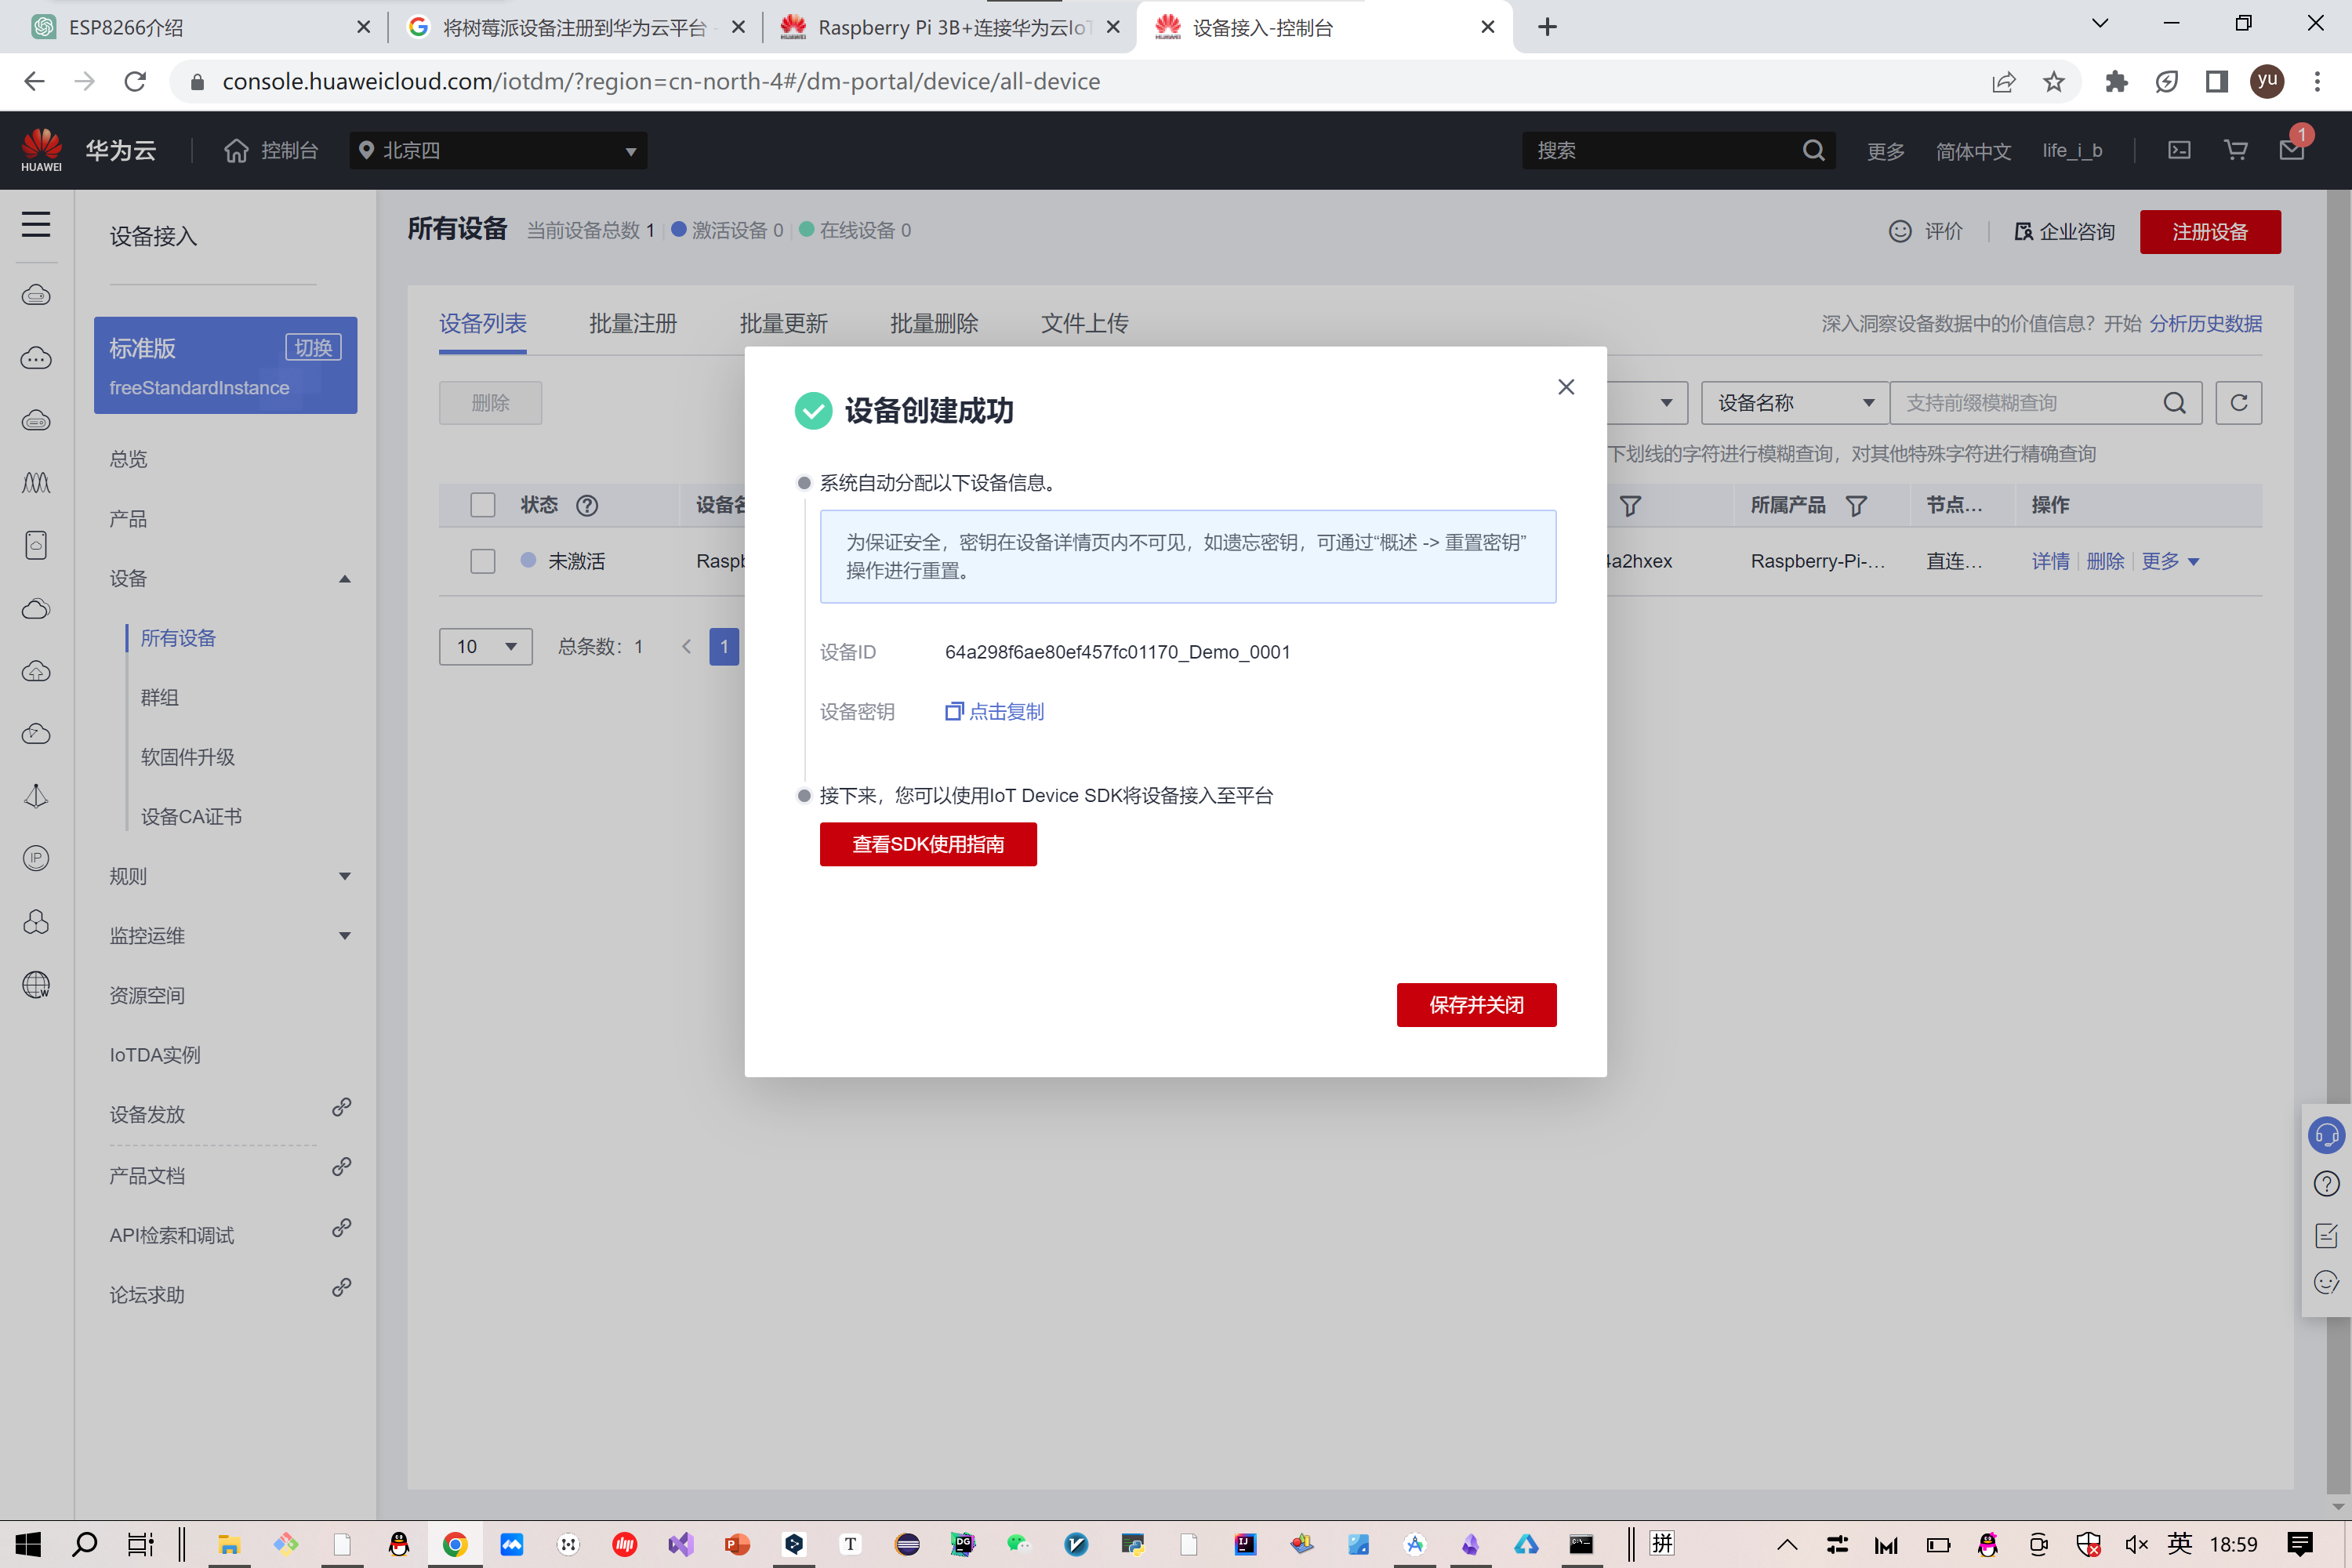 ESP8266介绍
将树莓派设备注册到华为云平台 -
Raspberry Pi 3B+连接华为云IoT
设备接入-控制台
console.huaweicloud.com/iotdm/?region=cn-north-4#/dm-portal/device/all-device
yu
HUAWEI
华为云
控制台
北京四
搜索
更多
简体中文
life_i_b
1
设备接入
标准版
切换
freeStandardInstance
总览
产品
设备
所有设备
群组
软固件升级
设备CA证书
规则
监控运维
资源空间
IoTDA实例
设备发放
产品文档
API检索和调试
论坛求助
IP
W
所有设备
当前设备总数 1
激活设备 0
在线设备 0
评价
企业咨询
注册设备
设备列表
批量注册
批量更新
批量删除
文件上传
深入洞察设备数据中的价值信息？开始 分析历史数据
删除
设备名称
支持前缀模糊查询
下划线的字符进行模糊查询，对其他特殊字符进行精确查询
状态
所属产品
节点...
操作
未激活
a2hxex
Raspberry-Pi-...
直连...
详情
删除
更多
10
总条数：1
1
设备创建成功
系统自动分配以下设备信息。
为保证安全，密钥在设备详情页内不可见，如遗忘密钥，可通过“概述 -> 重置密钥”
操作进行重置。
设备ID
64a298f6ae80ef457fc01170_Demo_0001
设备密钥
点击复制
接下来，您可以使用IoT Device SDK将设备接入至平台
查看SDK使用指南
保存并关闭
T
DG
IJ
拼
英
18:59